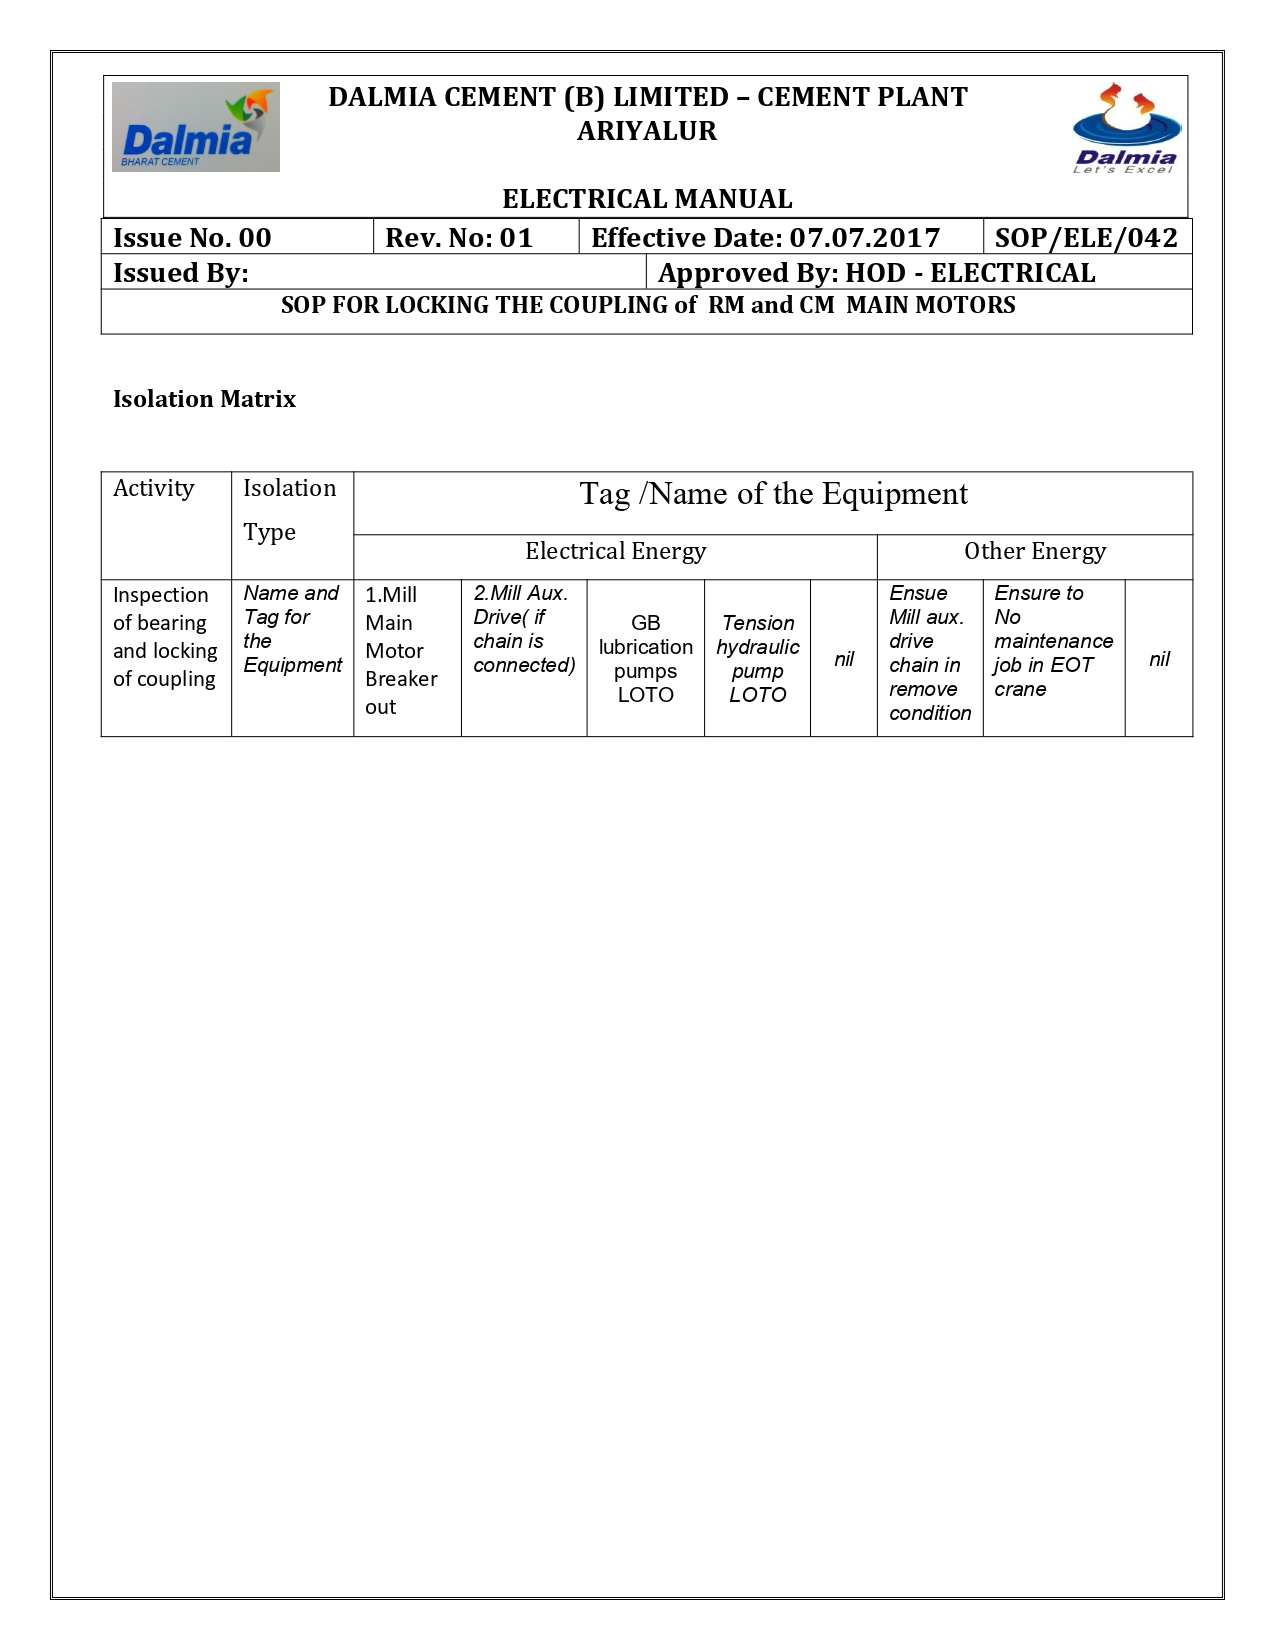 Dalmia
BHARAT CEMENT
DALMIA CEMENT (B) LIMITED – CEMENT PLANT
ARIYALUR
ELECTRICAL MANUAL
Dalmia
Let's Excel
Issue No. 00 Rev. No: 01 Effective Date: 07.07.2017 SOP/ELE/042
Issued By: Approved By: HOD - ELECTRICAL
SOP FOR LOCKING THE COUPLING of RM and CM MAIN MOTORS
Isolation Matrix
Activity
Isolation
Type
Tag /Name of the Equipment
Electrical Energy
Other Energy
Inspection
of bearing
and locking
of coupling
Name and
Tag for
the
Equipment
1.Mill
Main
Motor
Breaker
out
2.Mill Aux.
Drive( if
chain is
connected)
GB
lubrication
pumps
LOTO
Tension
hydraulic
pump
LOTO
nil
Ensue
Mill aux.
drive
chain in
remove
condition
Ensure to
No
maintenance
job in EOT
crane
nil